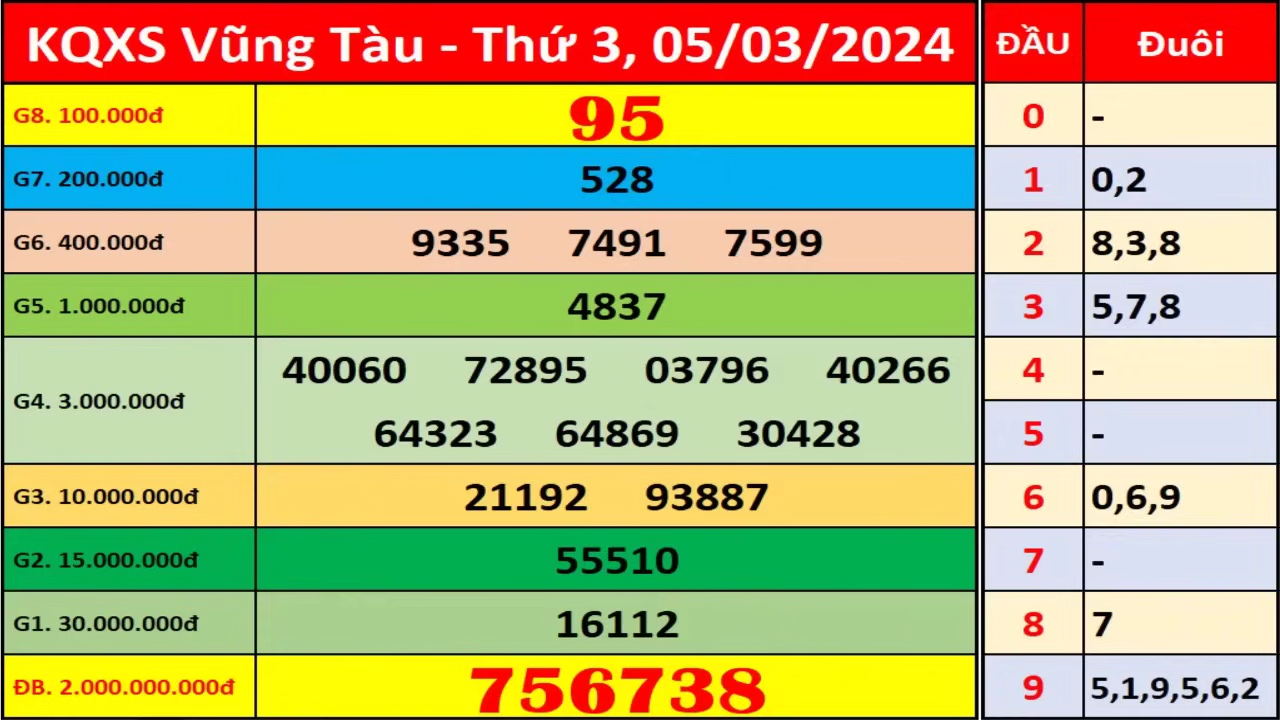 KQXS Vũng Tàu - Thứ 3, 05/03/2024 ĐẦU Đuôi
G8. 100.000đ 95 0 -
G7. 200.000đ 528 1 0,2
G6. 400.000đ 9335 7491 7599 2 8,3,8
G5. 1.000.000đ 4837 3 5,7,8
G4. 3.000.000đ 40060 72895 03796 40266 4 -
64323 64869 30428 5 -
G3. 10.000.000đ 21192 93887 6 0,6,9
G2. 15.000.000đ 55510 7 -
G1. 30.000.000đ 16112 8 7
ĐB. 2.000.000.000đ 756738 9 5,1,9,5,6,2